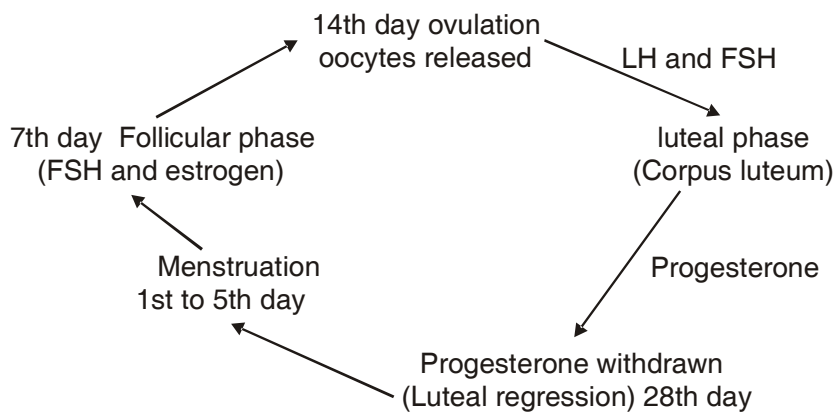 14th day ovulation
oocytes released
LH and FSH
7th day Follicular phase
(FSH and estrogen)
luteal phase
(Corpus luteum)
Menstruation
1st to 5th day
Progesterone
Progesterone withdrawn
(Luteal regression) 28th day